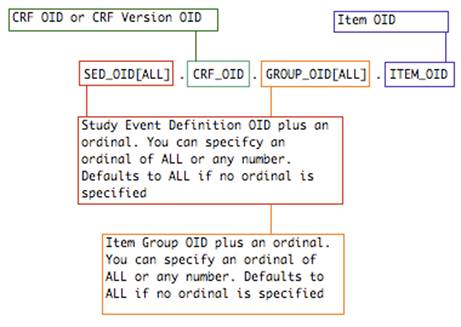 CRF OID or CRF Version OID
Item OID
SED_OID[ALL] . CRF_OID . GROUP_OID[ALL] . ITEM_OID
Study Event Definition OID plus an
ordinal. You can specifcy an
ordinal of ALL or any number.
Defaults to ALL if no ordinal is
specified
Item Group OID plus an ordinal.
You can specify an ordinal of
ALL or any number. Defaults to
ALL if no ordinal is specified